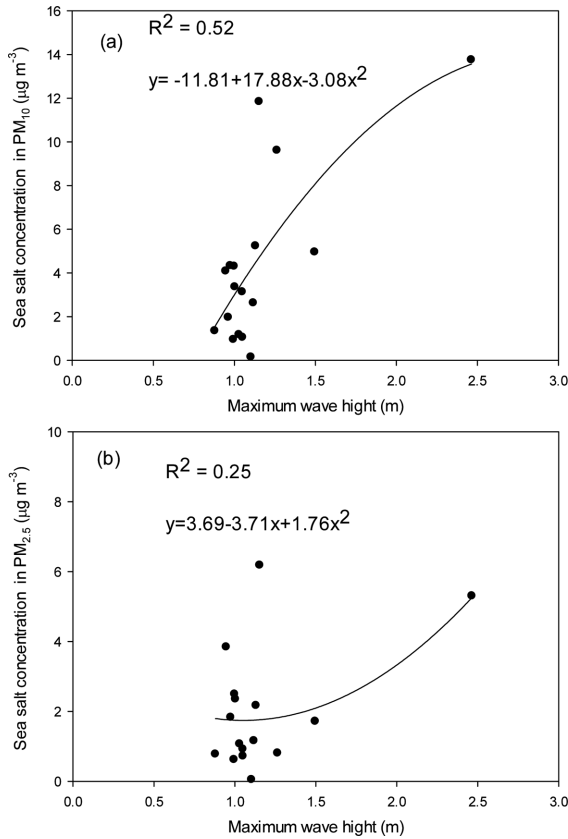 16
14
12
10
8
6
4
2
0
Sea salt concentration in PM10 (μg m-3)
(a)
R2 = 0.52
y= -11.81+17.88x-3.08x2
0.0 0.5 1.0 1.5 2.0 2.5 3.0
Maximum wave hight (m)
10
8
6
4
2
0
Sea salt concentration in PM2.5 (μg m-3)
(b)
R2 = 0.25
y=3.69-3.71x+1.76x2
0.0 0.5 1.0 1.5 2.0 2.5 3.0
Maximum wave hight (m)